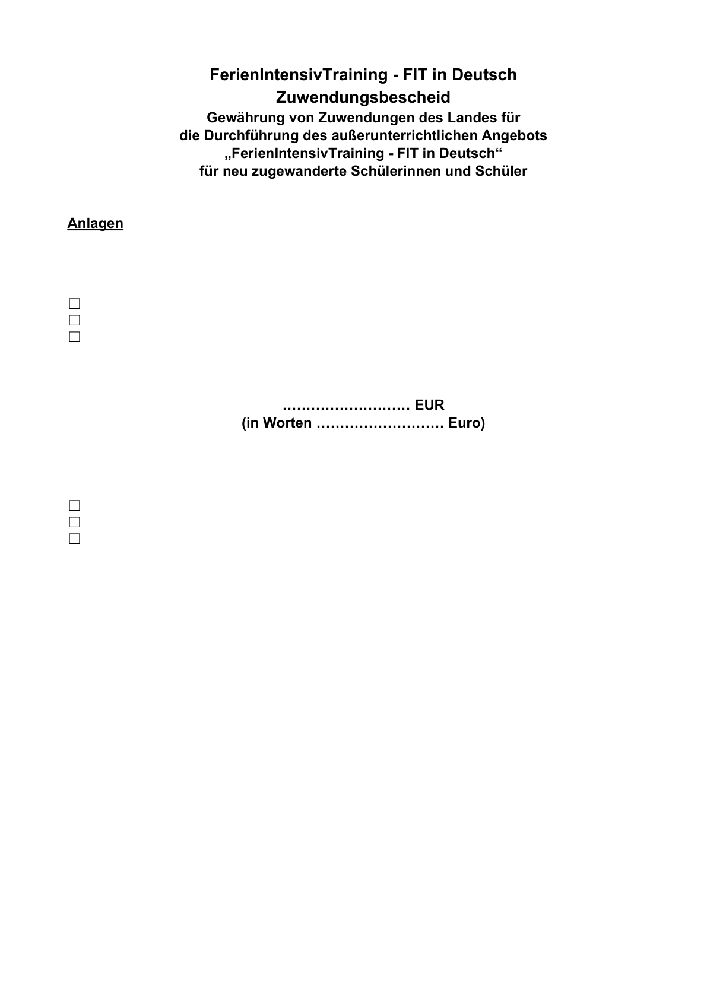 FerienIntensivTraining - FIT in Deutsch
Zuwendungsbescheid
Gewährung von Zuwendungen des Landes für
die Durchführung des außerunterrichtlichen Angebots
„FerienIntensivTraining - FIT in Deutsch“
für neu zugewanderte Schülerinnen und Schüler
Anlagen
☐
☐
☐
……………………… EUR
(in Worten ……………………… Euro)
☐
☐
☐